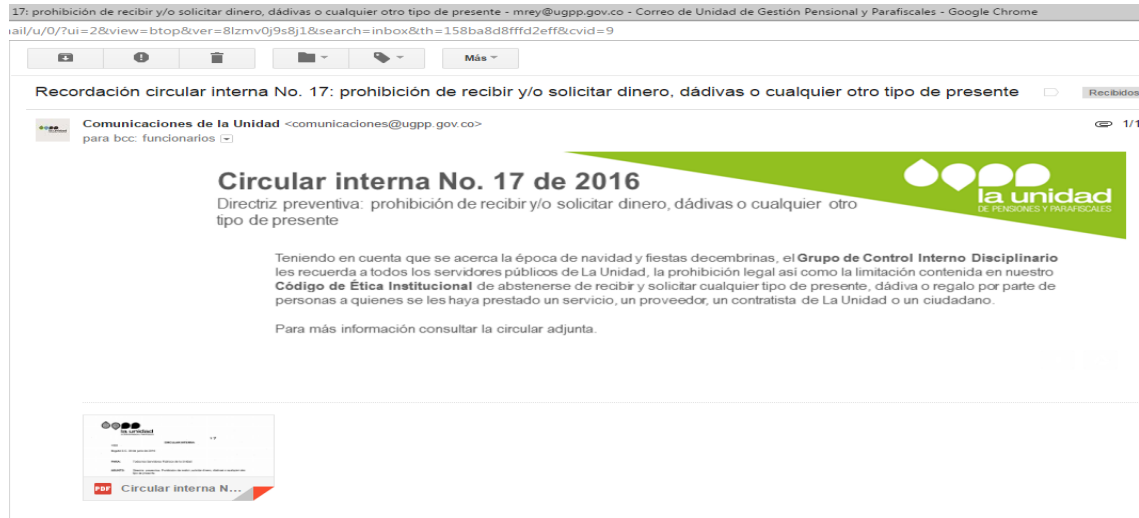 17: prohibición de recibir y/o solicitar dinero, dádivas o cualquier otro tipo de presente - mrey@ugpp.gov.co - Correo de Unidad de Gestión Pensional y Parafiscales - Google Chrome
ail/u/0/?ui=2&view=btop&ver=8lzmv0j9s8j1&search=inbox&th=158ba8d8fffd2eff&cvid=9
Más
Recordación circular interna No. 17: prohibición de recibir y/o solicitar dinero, dádivas o cualquier otro tipo de presente
Recibidos
Comunicaciones de la Unidad <comunicaciones@ugpp.gov.co>
1/1
para bcc: funcionarios
Circular interna No. 17 de 2016
Directriz preventiva: prohibición de recibir y/o solicitar dinero, dádivas o cualquier otro
tipo de presente
la unidad
DE PENSIONES Y PARAFISCALES
Teniendo en cuenta que se acerca la época de navidad y fiestas decembrinas, el Grupo de Control Interno Disciplinario
les recuerda a todos los servidores públicos de La Unidad, la prohibición legal así como la limitación contenida en nuestro
Código de Ética Institucional de abstenerse de recibir y solicitar cualquier tipo de presente, dádiva o regalo por parte de
personas a quienes se les haya prestado un servicio, un proveedor, un contratista de La Unidad o un ciudadano.
Para más información consultar la circular adjunta.
la unidad
CIRCULAR INTERNA 17
PDF Circular interna N...